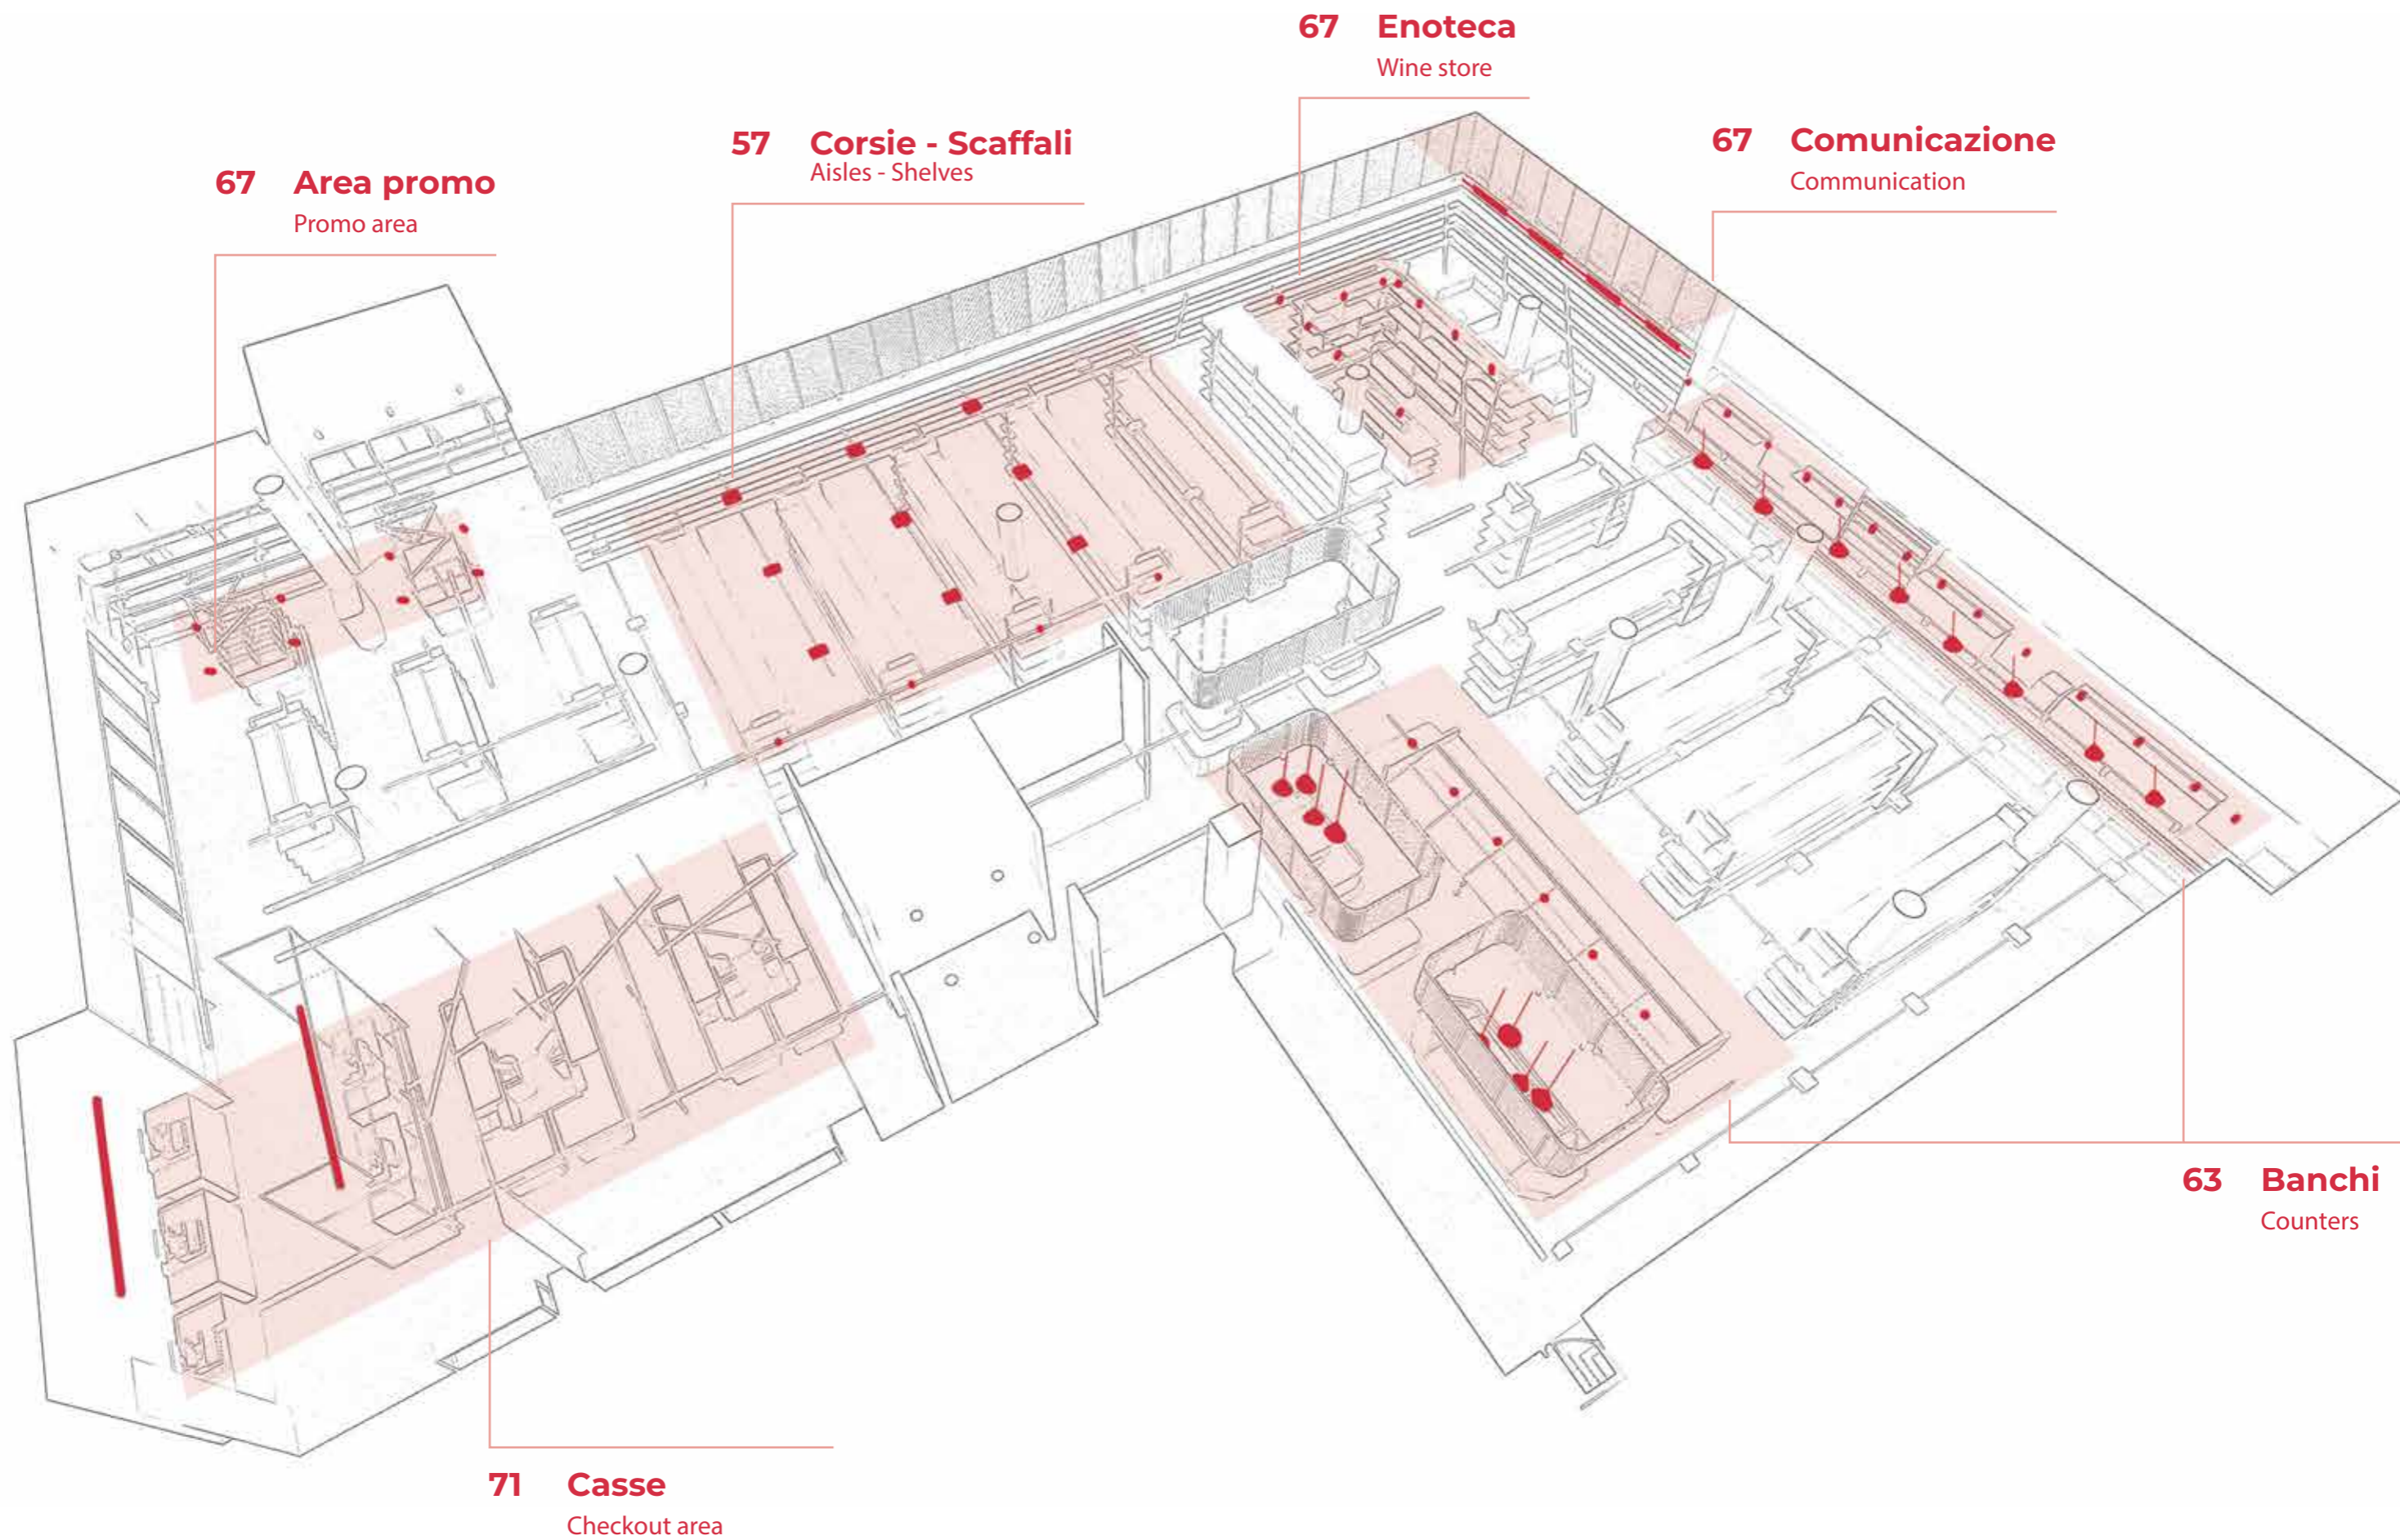 67 Enoteca
Wine store
67 Comunicazione
Communication
57 Corsie - Scaffali
Aisles - Shelves
67 Area promo
Promo area
63 Banchi
Counters
71 Casse
Checkout area